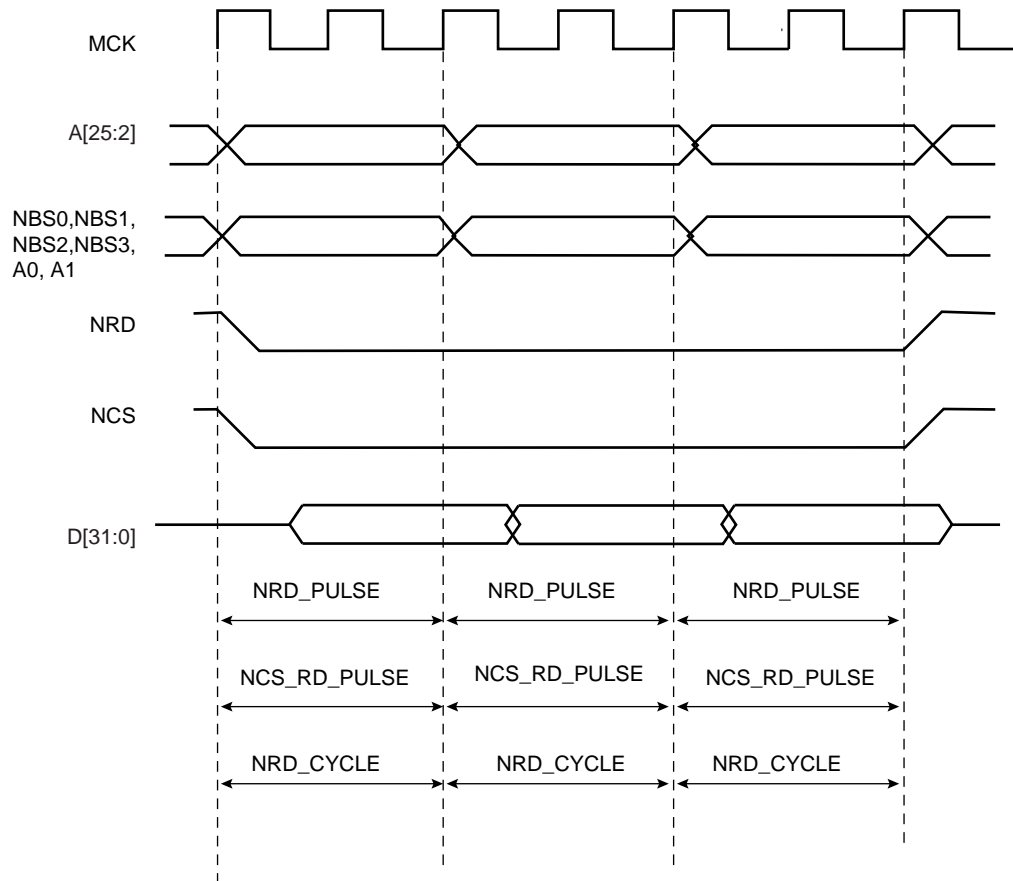 MCK
A[25:2]
NBS0,NBS1,
NBS2,NBS3,
A0, A1
NRD
NCS
D[31:0]
NRD_PULSE NRD_PULSE NRD_PULSE
NCS_RD_PULSE NCS_RD_PULSE NCS_RD_PULSE
NRD_CYCLE NRD_CYCLE NRD_CYCLE